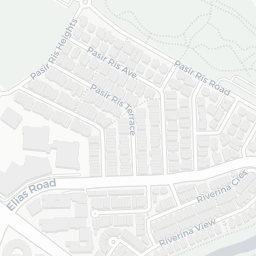 Pasir Ris Heights
Pasir Ris Ave.
Pasir Ris Road
Pasir Ris Terrace
Elias Road
Riverina Cres
Riverina View